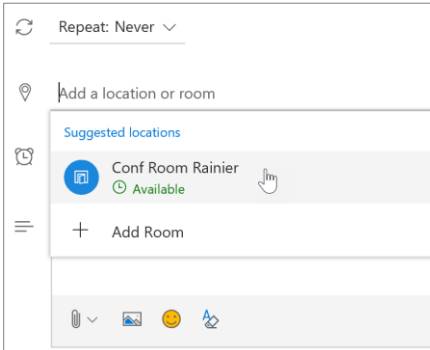 Repeat: Never
Add a location or room
Suggested locations
Conf Room Rainier
Available
Add Room